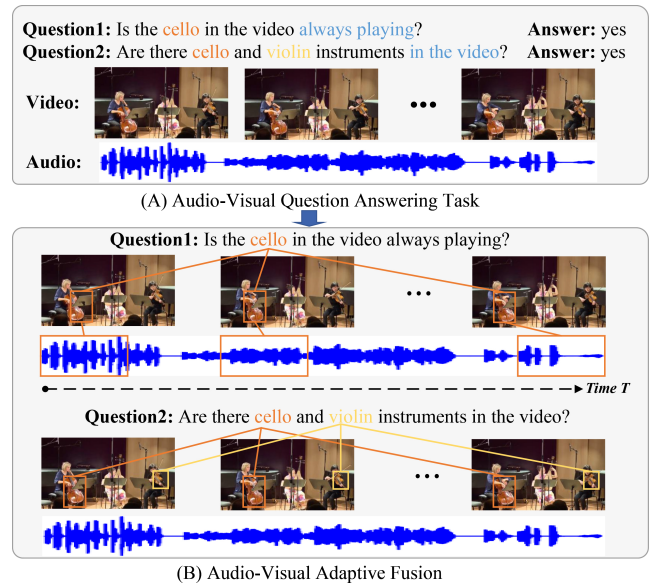 Question1: Is the cello in the video always playing? Answer: yes
Question2: Are there cello and violin instruments in the video? Answer: yes
Video:
Audio:
(A) Audio-Visual Question Answering Task
Question1: Is the cello in the video always playing?
Time T
Question2: Are there cello and violin instruments in the video?
(B) Audio-Visual Adaptive Fusion